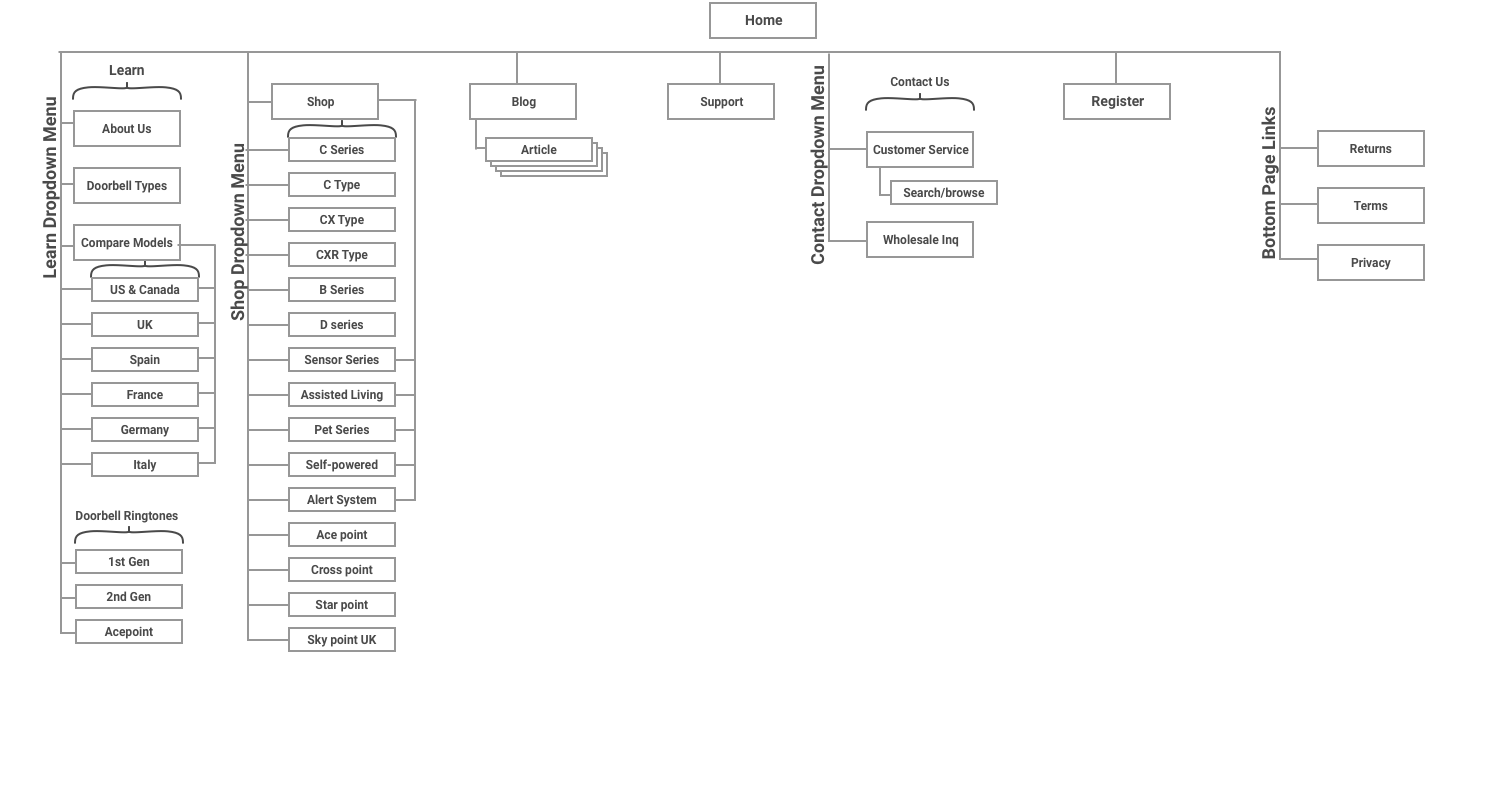 Home
Learn Dropdown Menu
Learn
About Us
Doorbell Types
Compare Models
US & Canada
UK
Spain
France
Germany
Italy
Doorbell Ringtones
1st Gen
2nd Gen
Acepoint
Shop Dropdown Menu
Shop
C Series
C Type
CX Type
CXR Type
B Series
D series
Sensor Series
Assisted Living
Pet Series
Self-powered
Alert System
Ace point
Cross point
Star point
Sky point UK
Blog
Article
Support
Contact Dropdown Menu
Contact Us
Customer Service
Search/browse
Wholesale Inq
Register
Bottom Page Links
Returns
Terms
Privacy